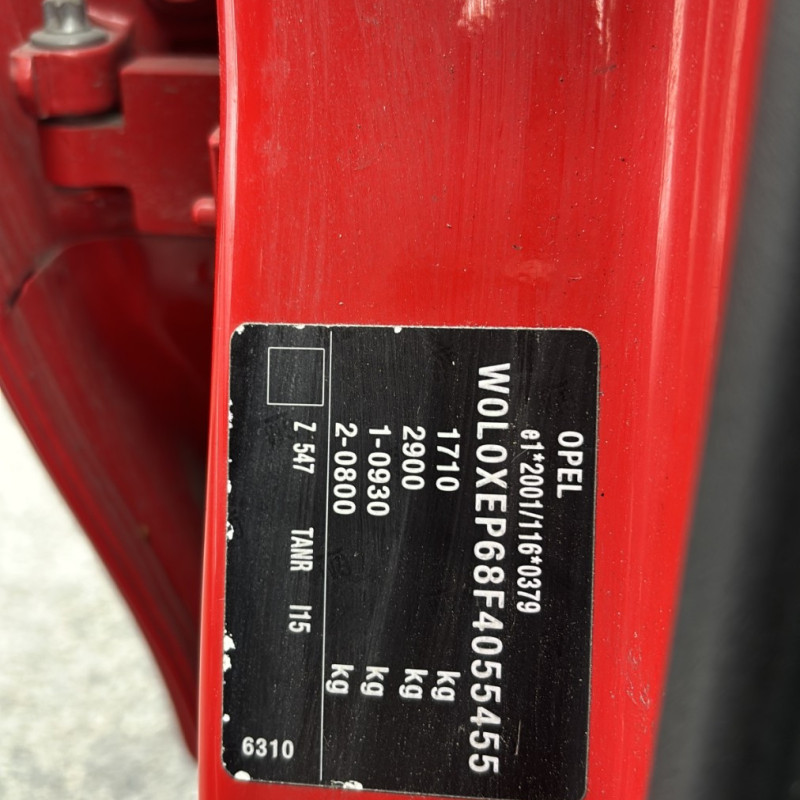 OPEL
e1*2001/116*0379
W0L0XEP68F4055455
1710 kg
2900 kg
1-0930 kg
2-0800 kg
Z 547 TANR I15
6310